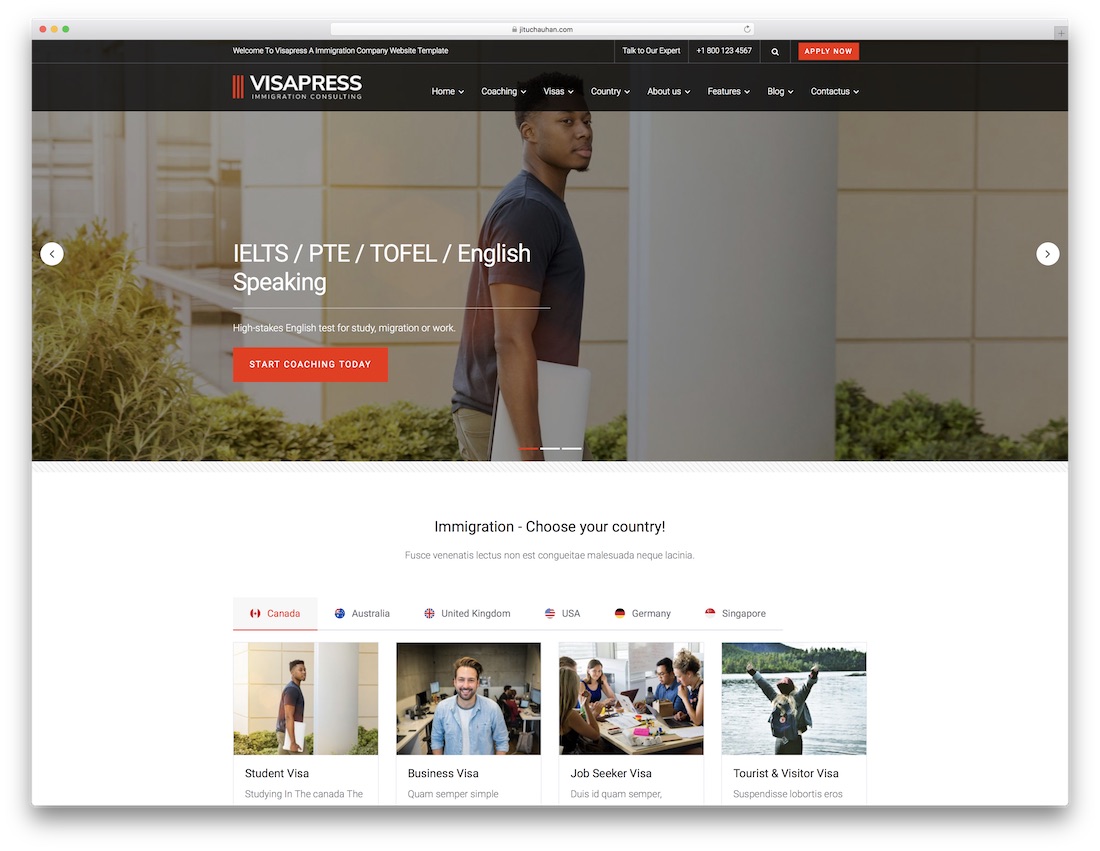 jituchauhan.com
Welcome To Visapress A Immigration Company Website Template
Talk to Our Expert
+1 800 123 4567
APPLY NOW
VISAPRESS
IMMIGRATION CONSULTING
Home
Coaching
Visas
Country
About us
Features
Blog
Contactus
IELTS / PTE / TOFEL / English
Speaking
High-stakes English test for study, migration or work.
START COACHING TODAY
Immigration - Choose your country!
Fusce venenatis lectus non est congueitae malesuada neque lacinia.
Canada
Australia
United Kingdom
USA
Germany
Singapore
Student Visa
Studying In The canada The
Business Visa
Quam semper simple
Job Seeker Visa
Duis id quam semper,
Tourist & Visitor Visa
Suspendisse lobortis eros